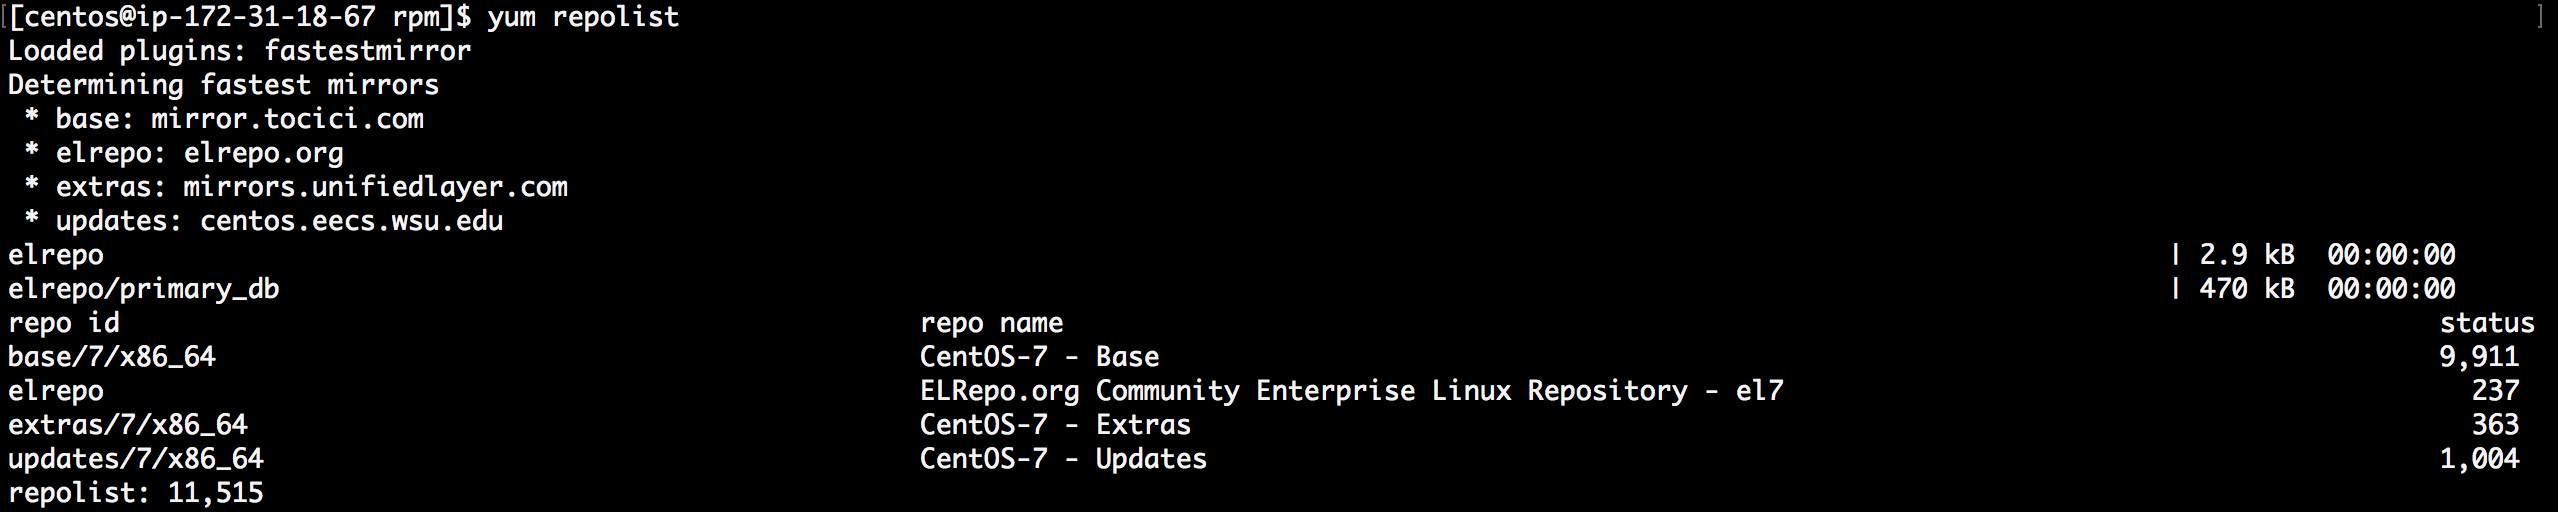 [[centos@ip-172-31-18-67 rpm]$ yum repolist ]
Loaded plugins: fastestmirror
Determining fastest mirrors
 * base: mirror.tocici.com
 * elrepo: elrepo.org
 * extras: mirrors.unifiedlayer.com
 * updates: centos.eecs.wsu.edu
elrepo | 2.9 kB 00:00:00
elrepo/primary_db | 470 kB 00:00:00
repo id repo name status
base/7/x86_64 CentOS-7 - Base 9,911
elrepo ELRepo.org Community Enterprise Linux Repository - el7 237
extras/7/x86_64 CentOS-7 - Extras 363
updates/7/x86_64 CentOS-7 - Updates 1,004
repolist: 11,515